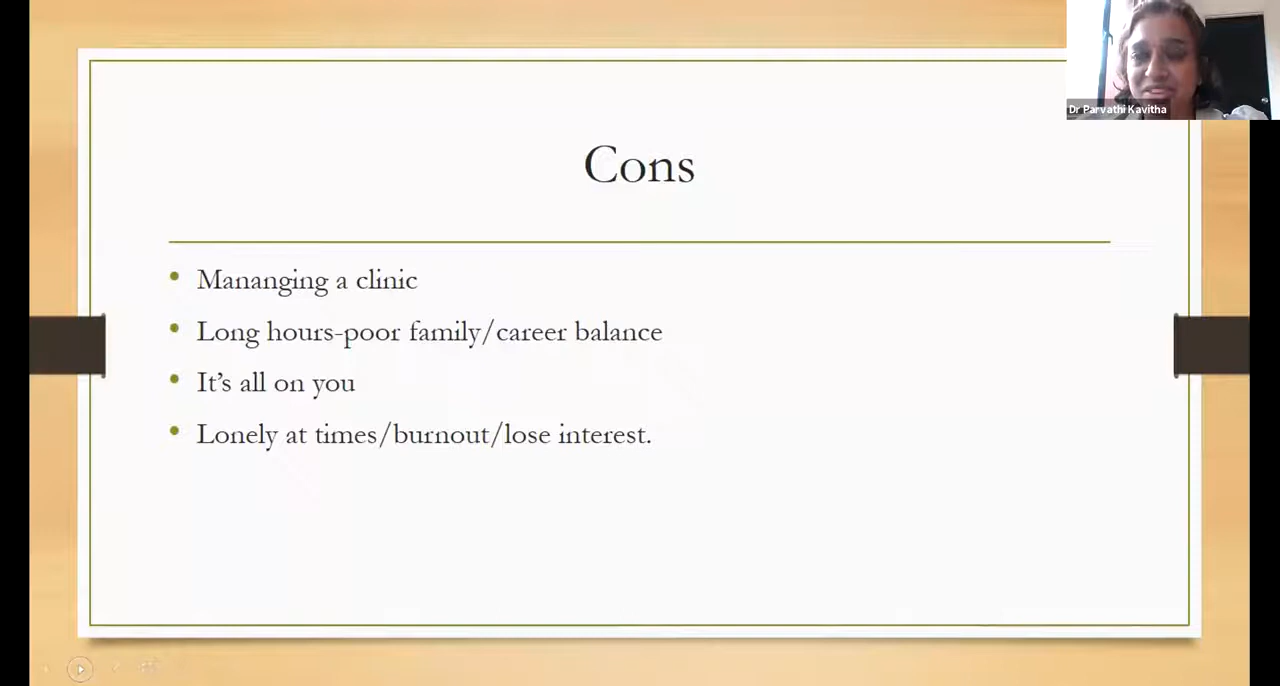 Dr Parvathi Kavitha
Cons
• Mananging a clinic
• Long hours-poor family/career balance
• It’s all on you
• Lonely at times/burnout/lose interest.